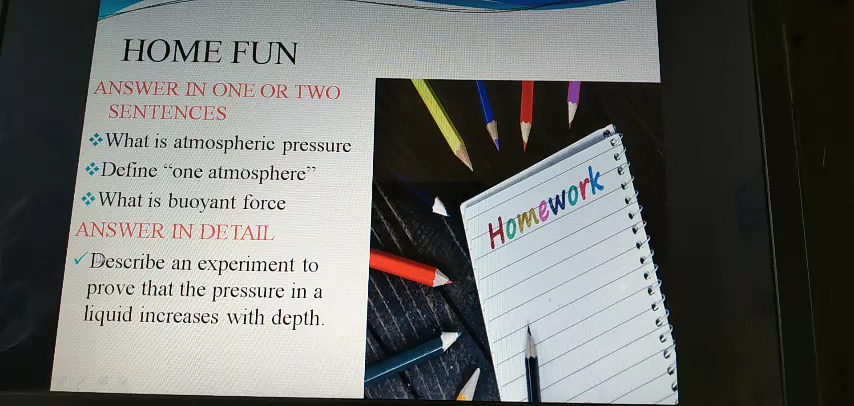 HOME FUN
ANSWER IN ONE OR TWO
SENTENCES
❖What is atmospheric pressure
❖Define “one atmosphere”
❖What is buoyant force
ANSWER IN DETAIL
✓Describe an experiment to
prove that the pressure in a
liquid increases with depth.
Homework